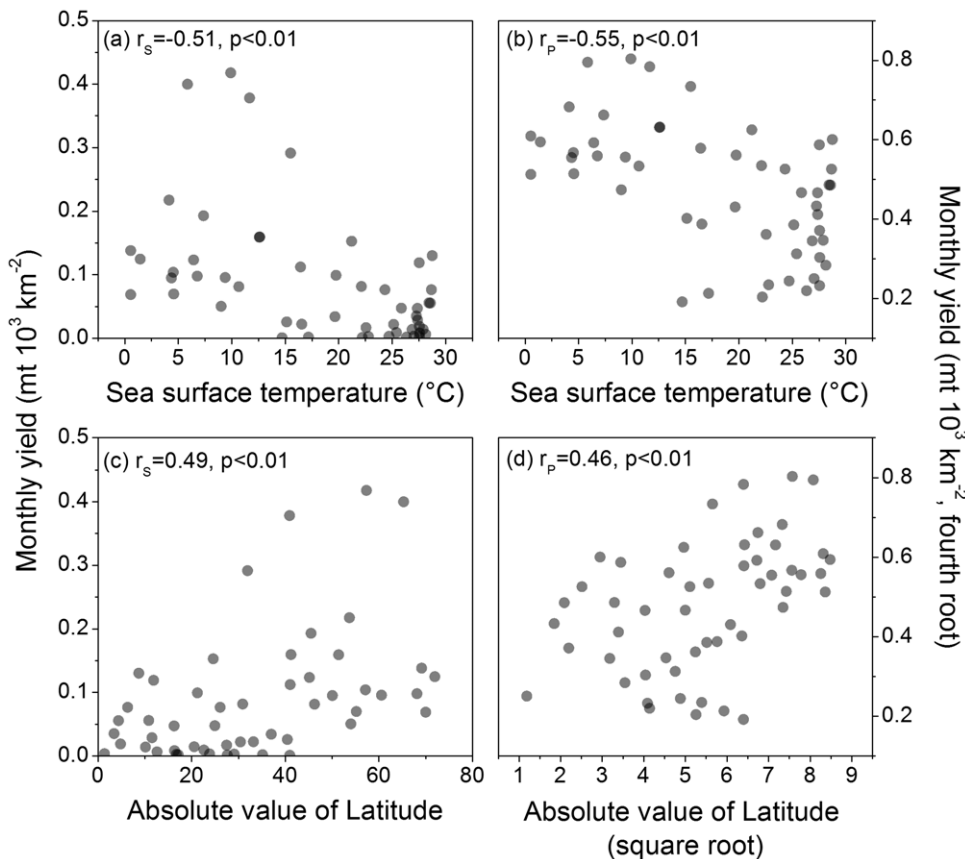 (a) r_S=-0.51, p<0.01
0.5
0.4
0.3
0.2
0.1
0.0
0 5 10 15 20 25 30
Sea surface temperature (°C)
(b) r_P=-0.55, p<0.01
0.8
0.6
0.4
0.2
0 5 10 15 20 25 30
Sea surface temperature (°C)
Monthly yield (mt 10³ km⁻²)
Monthly yield (mt 10³ km⁻², fourth root)
(c) r_S=0.49, p<0.01
0.5
0.4
0.3
0.2
0.1
0.0
0 20 40 60 80
Absolute value of Latitude
(d) r_P=0.46, p<0.01
0.8
0.6
0.4
0.2
1 2 3 4 5 6 7 8 9
Absolute value of Latitude
(square root)